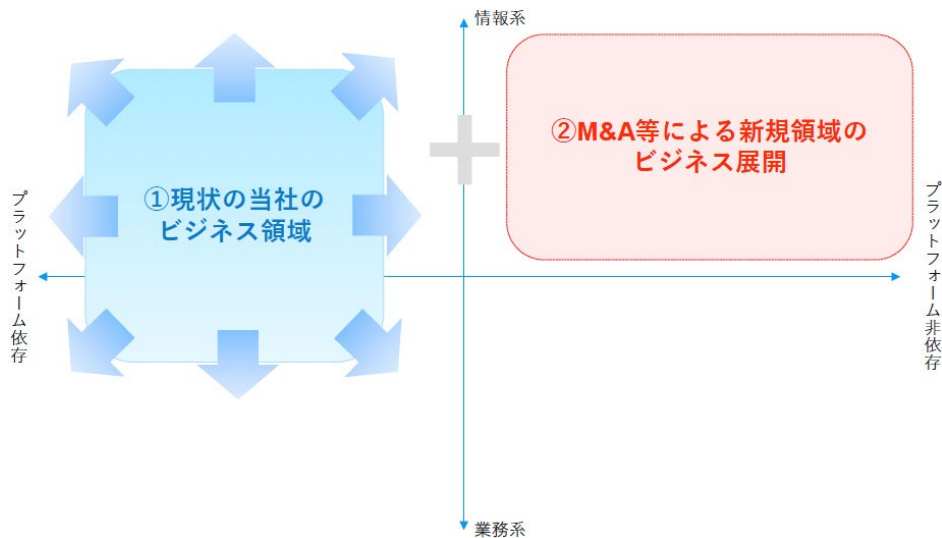 情報系
②M&A等による新規領域の
ビジネス展開
①現状の当社の
ビジネス領域
プラットフォーム依存
プラットフォーム非依存
業務系